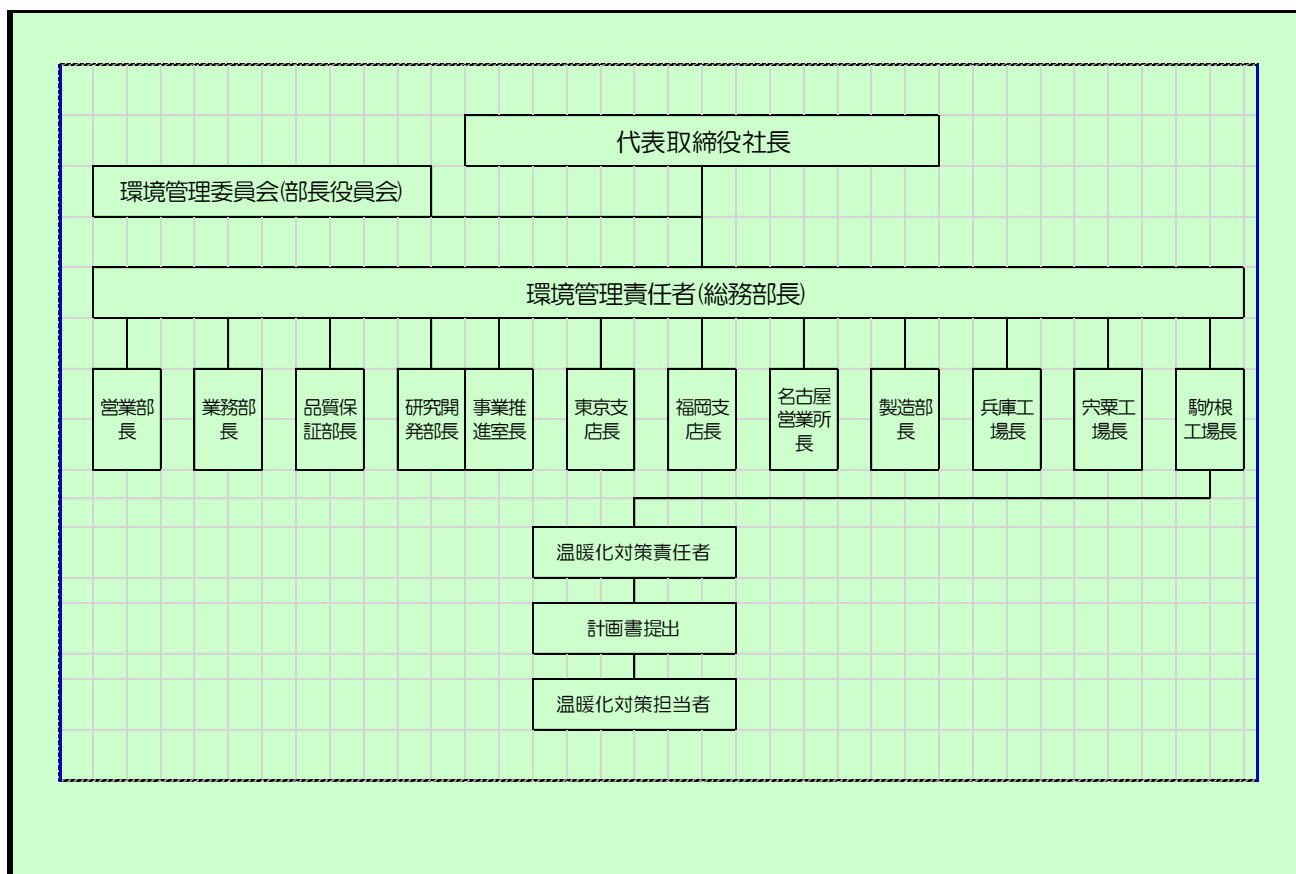 代表取締役社長
環境管理委員会(部長役員会)
環境管理責任者(総務部長)
営業部
長
業務部
長
品質保
証部長
研究開
発部長
事業推
進室長
東京支
店長
福岡支
店長
名古屋
営業所
長
製造部
長
兵庫工
場長
宍粟工
場長
駒ケ根
工場長
温暖化対策責任者
計画書提出
温暖化対策担当者